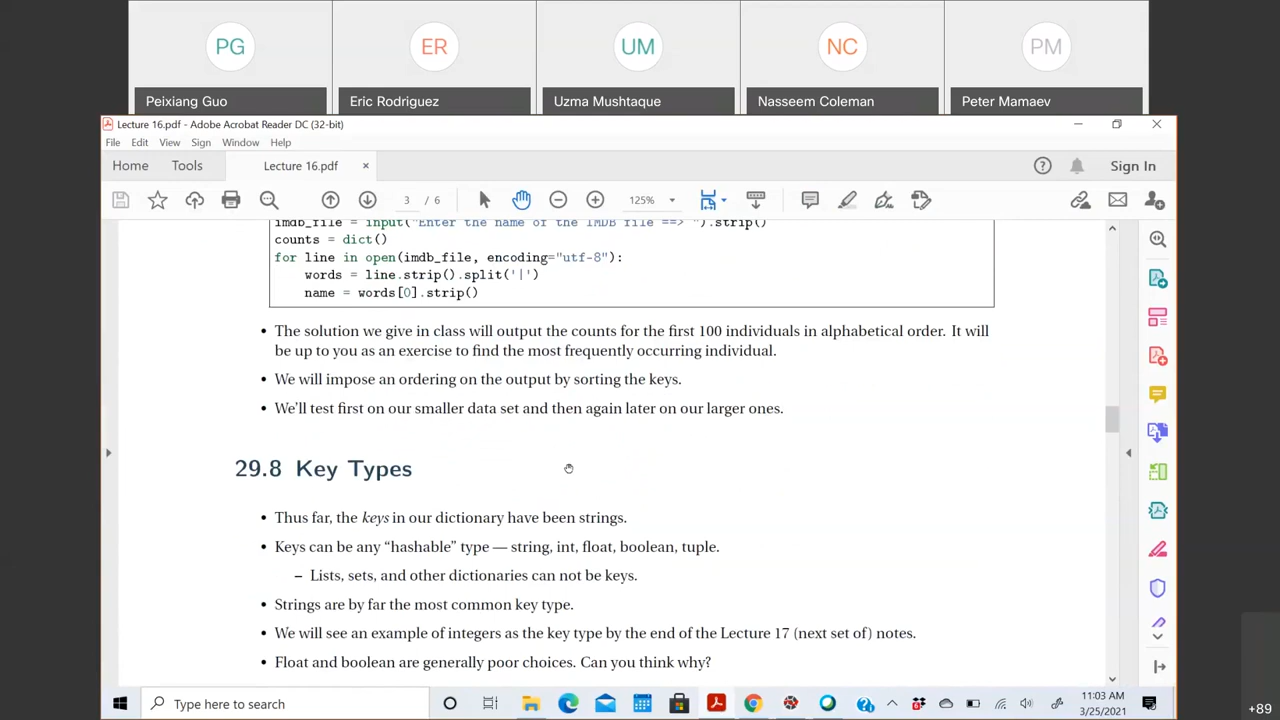 PG
ER
UM
NC
PM
Peixiang Guo
Eric Rodriguez
Uzma Mushtaque
Nasseem Coleman
Peter Mamaev
Lecture 16.pdf - Adobe Acrobat Reader DC (32-bit)
File Edit View Sign Window Help
Home Tools Lecture 16.pdf × Sign In
3 / 6 125%
imdb_file = input("Enter the name of the IMDB file ==> ").strip()
counts = dict()
for line in open(imdb_file, encoding="utf-8"):
words = line.strip().split('|')
name = words[0].strip()
• The solution we give in class will output the counts for the first 100 individuals in alphabetical order. It will
be up to you as an exercise to find the most frequently occurring individual.
• We will impose an ordering on the output by sorting the keys.
• We'll test first on our smaller data set and then again later on our larger ones.
29.8 Key Types
• Thus far, the keys in our dictionary have been strings.
• Keys can be any “hashable” type — string, int, float, boolean, tuple.
– Lists, sets, and other dictionaries can not be keys.
• Strings are by far the most common key type.
• We will see an example of integers as the key type by the end of the Lecture 17 (next set of) notes.
• Float and boolean are generally poor choices. Can you think why?
Type here to search
11:03 AM
3/25/2021
+89